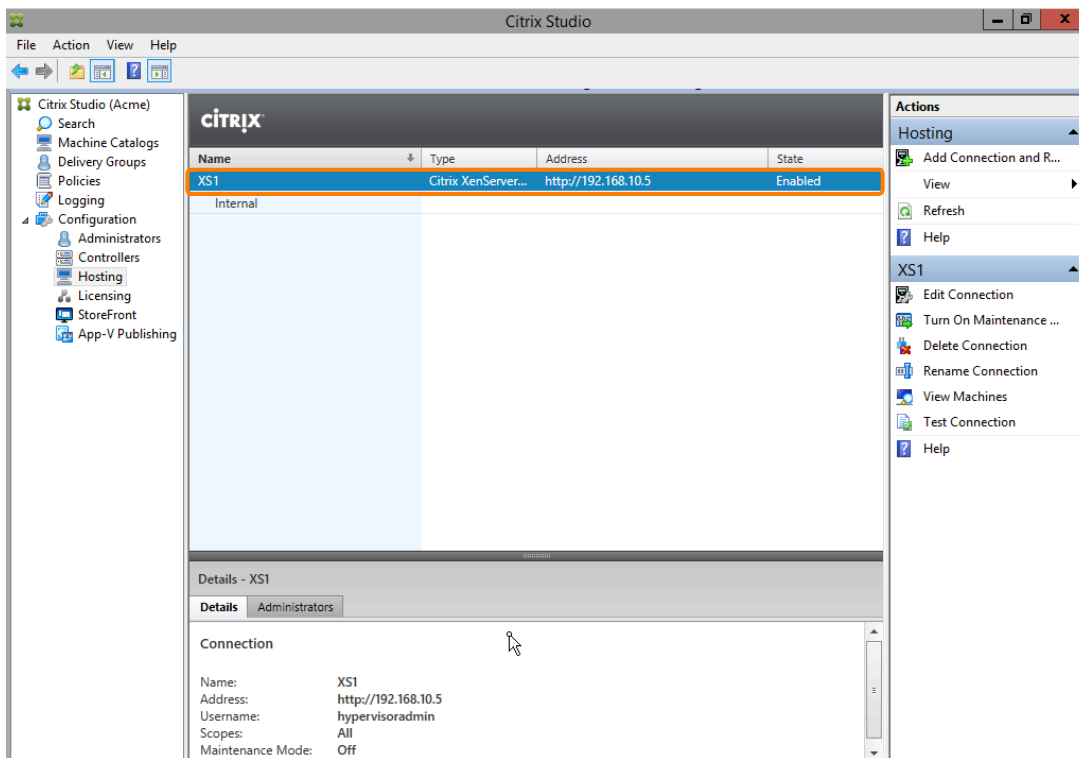 Citrix Studio
File Action View Help
Citrix Studio (Acme)
Search
Machine Catalogs
Delivery Groups
Policies
Logging
Configuration
Administrators
Controllers
Hosting
Licensing
StoreFront
App-V Publishing
CITRIX
Name Type Address State
XS1 Citrix XenServer... http://192.168.10.5 Enabled
Internal
Details - XS1
Details Administrators
Connection
Name: XS1
Address: http://192.168.10.5
Username: hypervisoradmin
Scopes: All
Maintenance Mode: Off
Actions
Hosting
Add Connection and R...
View
Refresh
Help
XS1
Edit Connection
Turn On Maintenance ...
Delete Connection
Rename Connection
View Machines
Test Connection
Help